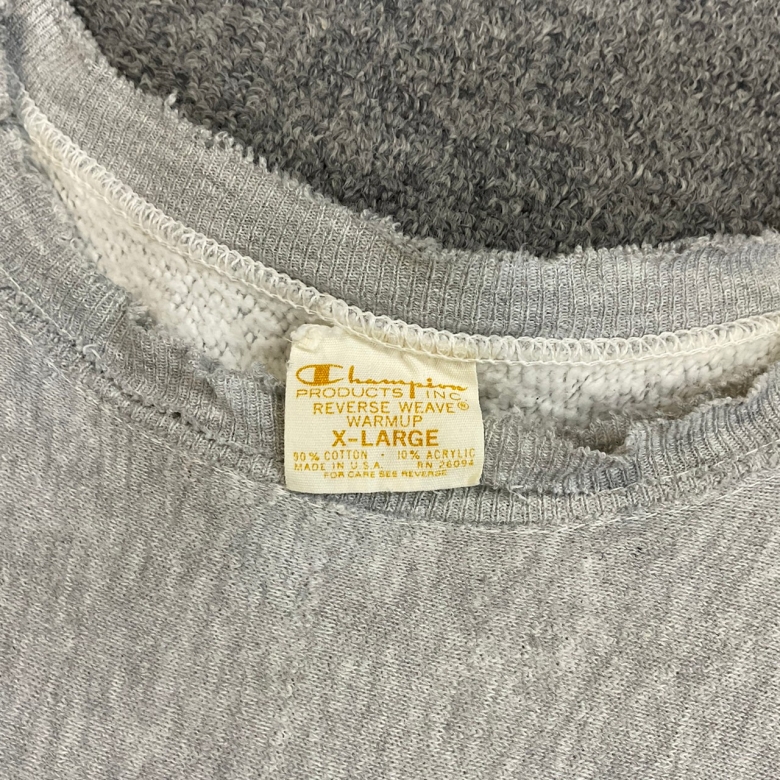 Champion
PRODUCTS INC.
REVERSE WEAVE®
WARMUP
X-LARGE
90% COTTON · 10% ACRYLIC
MADE IN U.S.A. RN 26094
FOR CARE SEE REVERSE